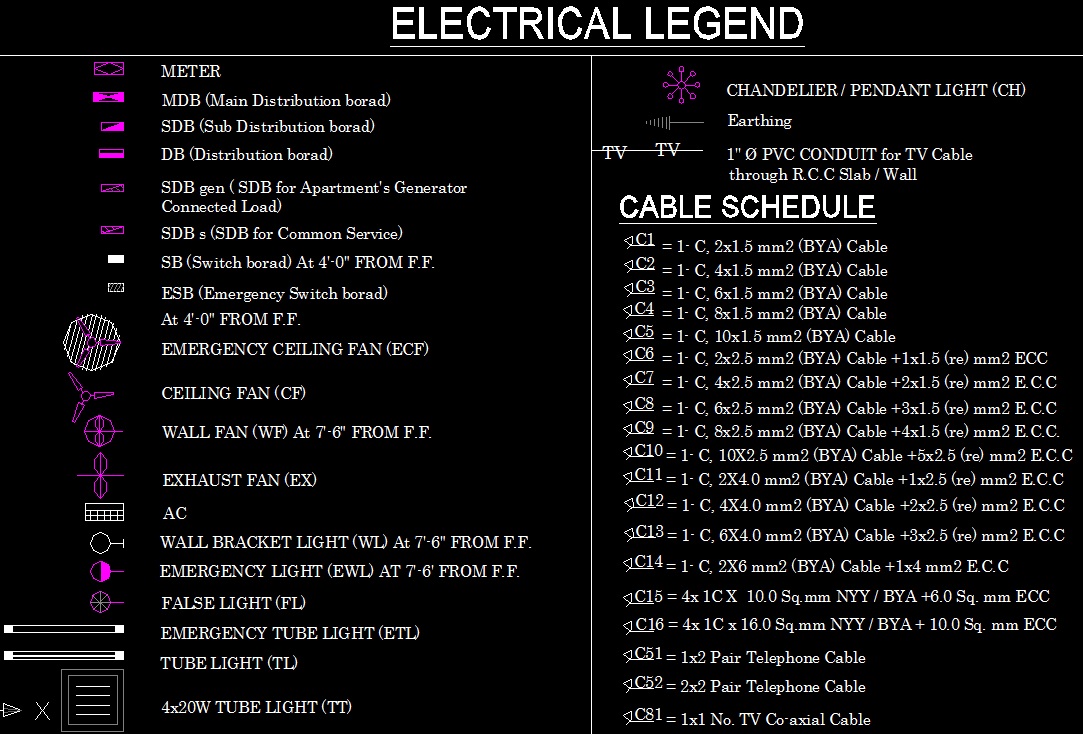 ELECTRICAL LEGEND
METER
MDB (Main Distribution borad)
SDB (Sub Distribution borad)
DB (Distribution borad)
SDB gen ( SDB for Apartment's Generator
Connected Load)
SDB s (SDB for Common Service)
SB (Switch borad) At 4'-0" FROM F.F.
ESB (Emergency Switch borad)
At 4'-0" FROM F.F.
EMERGENCY CEILING FAN (ECF)
CEILING FAN (CF)
WALL FAN (WF) At 7'-6" FROM F.F.
EXHAUST FAN (EX)
AC
WALL BRACKET LIGHT (WL) At 7'-6" FROM F.F.
EMERGENCY LIGHT (EWL) AT 7'-6' FROM F.F.
FALSE LIGHT (FL)
EMERGENCY TUBE LIGHT (ETL)
TUBE LIGHT (TL)
4x20W TUBE LIGHT (TT)
CHANDELIER / PENDANT LIGHT (CH)
Earthing
TV TV 1" Ø PVC CONDUIT for TV Cable
through R.C.C Slab / Wall
CABLE SCHEDULE
C1 = 1- C, 2x1.5 mm2 (BYA) Cable
C2 = 1- C, 4x1.5 mm2 (BYA) Cable
C3 = 1- C, 6x1.5 mm2 (BYA) Cable
C4 = 1- C, 8x1.5 mm2 (BYA) Cable
C5 = 1- C, 10x1.5 mm2 (BYA) Cable
C6 = 1- C, 2x2.5 mm2 (BYA) Cable +1x1.5 (re) mm2 ECC
C7 = 1- C, 4x2.5 mm2 (BYA) Cable +2x1.5 (re) mm2 E.C.C
C8 = 1- C, 6x2.5 mm2 (BYA) Cable +3x1.5 (re) mm2 E.C.C
C9 = 1- C, 8x2.5 mm2 (BYA) Cable +4x1.5 (re) mm2 E.C.C.
C10 = 1- C, 10X2.5 mm2 (BYA) Cable +5x2.5 (re) mm2 E.C.C
C11 = 1- C, 2X4.0 mm2 (BYA) Cable +1x2.5 (re) mm2 E.C.C
C12 = 1- C, 4X4.0 mm2 (BYA) Cable +2x2.5 (re) mm2 E.C.C
C13 = 1- C, 6X4.0 mm2 (BYA) Cable +3x2.5 (re) mm2 E.C.C
C14 = 1- C, 2X6 mm2 (BYA) Cable +1x4 mm2 E.C.C
C15 = 4x 1C X 10.0 Sq.mm NYY / BYA +6.0 Sq. mm ECC
C16 = 4x 1C x 16.0 Sq.mm NYY / BYA + 10.0 Sq. mm ECC
C51 = 1x2 Pair Telephone Cable
C52 = 2x2 Pair Telephone Cable
C81 = 1x1 No. TV Co-axial Cable